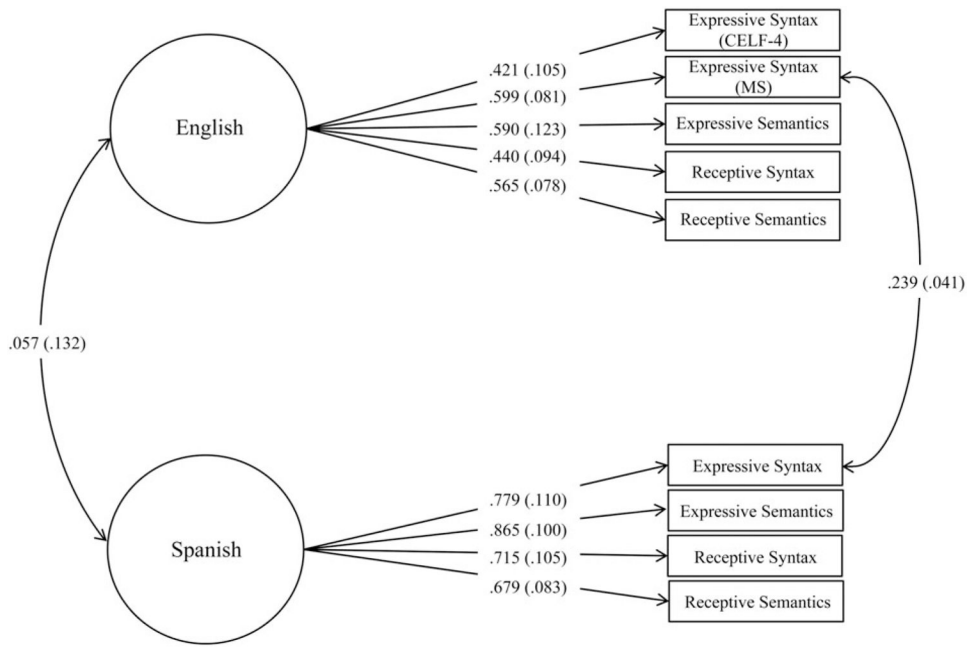 Expressive Syntax
(CELF-4)
.421 (.105)
Expressive Syntax
(MS)
.599 (.081)
English
.590 (.123)
Expressive Semantics
.440 (.094)
Receptive Syntax
.565 (.078)
Receptive Semantics
.239 (.041)
.057 (.132)
Expressive Syntax
.779 (.110)
Expressive Semantics
.865 (.100)
Spanish
.715 (.105)
Receptive Syntax
.679 (.083)
Receptive Semantics